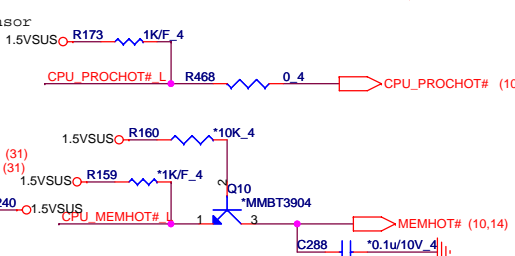 nsor
1.5VSUS R173 1K/F_4
CPU_PROCHOT#_L R468 0_4 CPU_PROCHOT# (10
1.5VSUS R160 *10K_4
(31)
(31)
1.5VSUS R159 *1K/F_4
2 Q10
*MMBT3904
240 1.5VSUS
CPU_MEMHOT#_L 1 3 MEMHOT# (10,14)
C288 *0.1u/10V_4